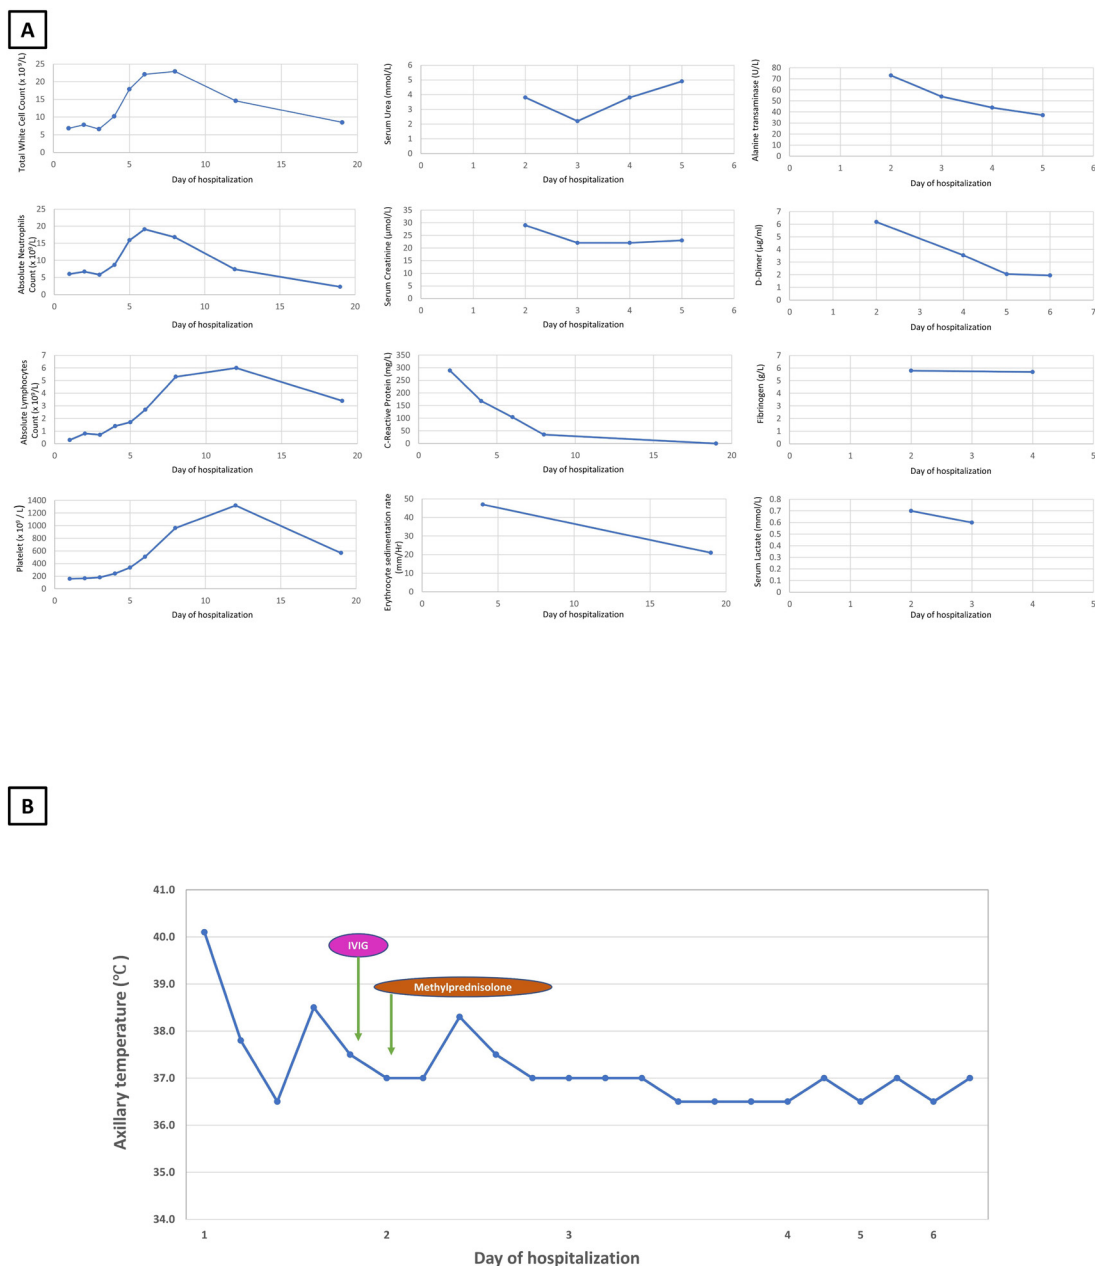 A
Total White Cell Count (x 10⁹/L)
25
20
15
10
5
0
0 5 10 15 20
Day of hospitalization
Serum Urea (mmol/L)
6
5
4
3
2
1
0
0 1 2 3 4 5 6
Day of hospitalization
Alanine transaminase (U/L)
80
70
60
50
40
30
20
10
0
0 1 2 3 4 5 6
Day of hospitalization
Absolute Neutrophils
Count (x 10⁹/L)
25
20
15
10
5
0
0 5 10 15 20
Day of hospitalization
Serum Creatinine (µmol/L)
35
30
25
20
15
10
5
0
0 1 2 3 4 5 6
Day of hospitalization
D-Dimer (µg/ml)
7
6
5
4
3
2
1
0
0 1 2 3 4 5 6 7
Day of hospitalization
Absolute Lymphocytes
Count (x 10⁹/L)
7
6
5
4
3
2
1
0
0 5 10 15 20
Day of hospitalization
C-Reactive Protein (mg/L)
350
300
250
200
150
100
50
0
0 5 10 15 20
Day of hospitalization
Fibrinogen (g/L)
7
6
5
4
3
2
1
0
0 1 2 3 4 5
Day of hospitalization
Platelet (x 10⁹ / L)
1400
1200
1000
800
600
400
200
0
0 5 10 15 20
Day of hospitalization
Erythrocyte sedimentation rate
(mm/Hr)
50
40
30
20
10
0
0 5 10 15 20
Day of hospitalization
Serum Lactate (mmol/L)
0.8
0.7
0.6
0.5
0.4
0.3
0.2
0.1
0
0 1 2 3 4 5
Day of hospitalization
B
Axillary temperature (℃)
41.0
40.0
39.0
38.0
37.0
36.0
35.0
34.0
IVIG
Methylprednisolone
1 2 3 4 5 6
Day of hospitalization